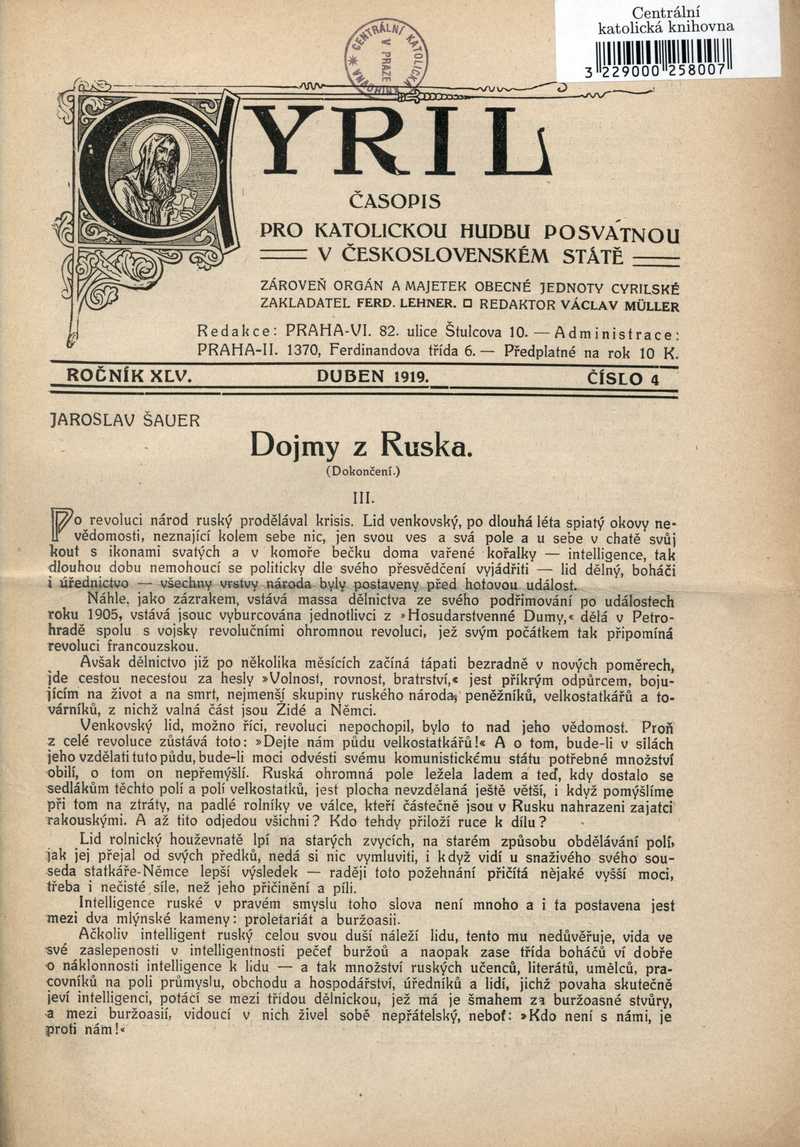 Centrální
katolická knihovna
3 229000 258007
CENTRÁLNÍ KATOLICKÁ KNIHOVNA
V PRAZE
CYRIL
ČASOPIS
PRO KATOLICKOU HUDBU POSVÁTNOU
V ČESKOSLOVENSKÉM STÁTĚ
ZÁROVEŇ ORGÁN A MAJETEK OBECNÉ JEDNOTY CYRILSKÉ
ZAKLADATEL FERD. LEHNER. □ REDAKTOR VÁCLAV MÜLLER
Redakce: PRAHA-VI. 82. ulice Štulcova 10. — Administrace:
PRAHA-II. 1370, Ferdinandova třída 6. — Předplatné na rok 10 K.
ROČNÍK XLV. DUBEN 1919. ČÍSLO 4
JAROSLAV ŠAUER
Dojmy z Ruska.
(Dokončení.)
III.
Po revoluci národ ruský prodělával krisis. Lid venkovský, po dlouhá léta spiatý okovy ne-
vědomosti, neznající kolem sebe nic, jen svou ves a svá pole a u sebe v chatě svůj
kout s ikonami svatých a v komoře bečku doma vařené kořalky — intelligence, tak
dlouhou dobu nemohoucí se politicky dle svého přesvědčení vyjádřiti — lid dělný, boháči
i úřednictvo — všechny vrstvy národa byly postaveny před hotovou událost.
Náhle, jako zázrakem, vstává massa dělnictva ze svého podřimování po událostech
roku 1905, vstává jsouc vyburcována jednotlivci z »Hosudarstvenné Dumy,« dělá v Petro-
hradě spolu s vojsky revolučními ohromnou revoluci, jež svým počátkem tak připomíná
revoluci francouzskou.
Avšak dělnictvo již po několika měsících začíná tápati bezradně v nových poměrech,
jde cestou necestou za hesly »Volnost, rovnost, bratrství,« jest příkrým odpůrcem, boju-
jícím na život a na smrt, nejmenší skupiny ruského národa, peněžníků, velkostatkářů a to-
várníků, z nichž valná část jsou Židé a Němci.
Venkovský lid, možno říci, revoluci nepochopil, bylo to nad jeho vědomost. Proň
z celé revoluce zůstává toto: »Dejte nám půdu velkostatkářů!« A o tom, bude-li v silách
jeho vzdělati tuto půdu, bude-li moci odvésti svému komunistickému státu potřebné množství
obilí, o tom on nepřemýšlí. Ruská ohromná pole ležela ladem a teď, kdy dostalo se
sedlákům těchto polí a polí velkostatků, jest plocha nevzdělaná ještě větší, i když pomýšlíme
při tom na ztráty, na padlé rolníky ve válce, kteří částečně jsou v Rusku nahrazeni zajatci
rakouskými. A až tito odjedou všichni? Kdo tehdy přiloží ruce k dílu?
Lid rolnický houževnatě lpí na starých zvycích, na starém způsobu obdělávání polí,
jak jej přejal od svých předků, nedá si nic vymluviti, i když vidí u snaživého svého sou-
seda statkáře-Němce lepší výsledek — raději toto požehnání přičítá nějaké vyšší moci,
třeba i nečisté síle, než jeho přičinění a píli.
Intelligence ruské v pravém smyslu toho slova není mnoho a i ta postavena jest
mezi dva mlýnské kameny: proletariát a buržoasii.
Ačkoliv intelligent ruský celou svou duší náleží lidu, tento mu nedůvěřuje, vida ve
své zaslepenosti v intelligentnosti pečeť buržoů a naopak zase třída boháčů ví dobře
o náklonnosti intelligence k lidu — a tak množství ruských učenců, literátů, umělců, pra-
covníků na poli průmyslu, obchodu a hospodářství, úředníků a lidí, jichž povaha skutečně
jeví intelligenci, potácí se mezi třídou dělnickou, jež má je šmahem za buržoasné stvůry,
a mezi buržoasií, vidoucí v nich živel sobě nepřátelský, neboť: »Kdo není s námi, je
proti nám!«